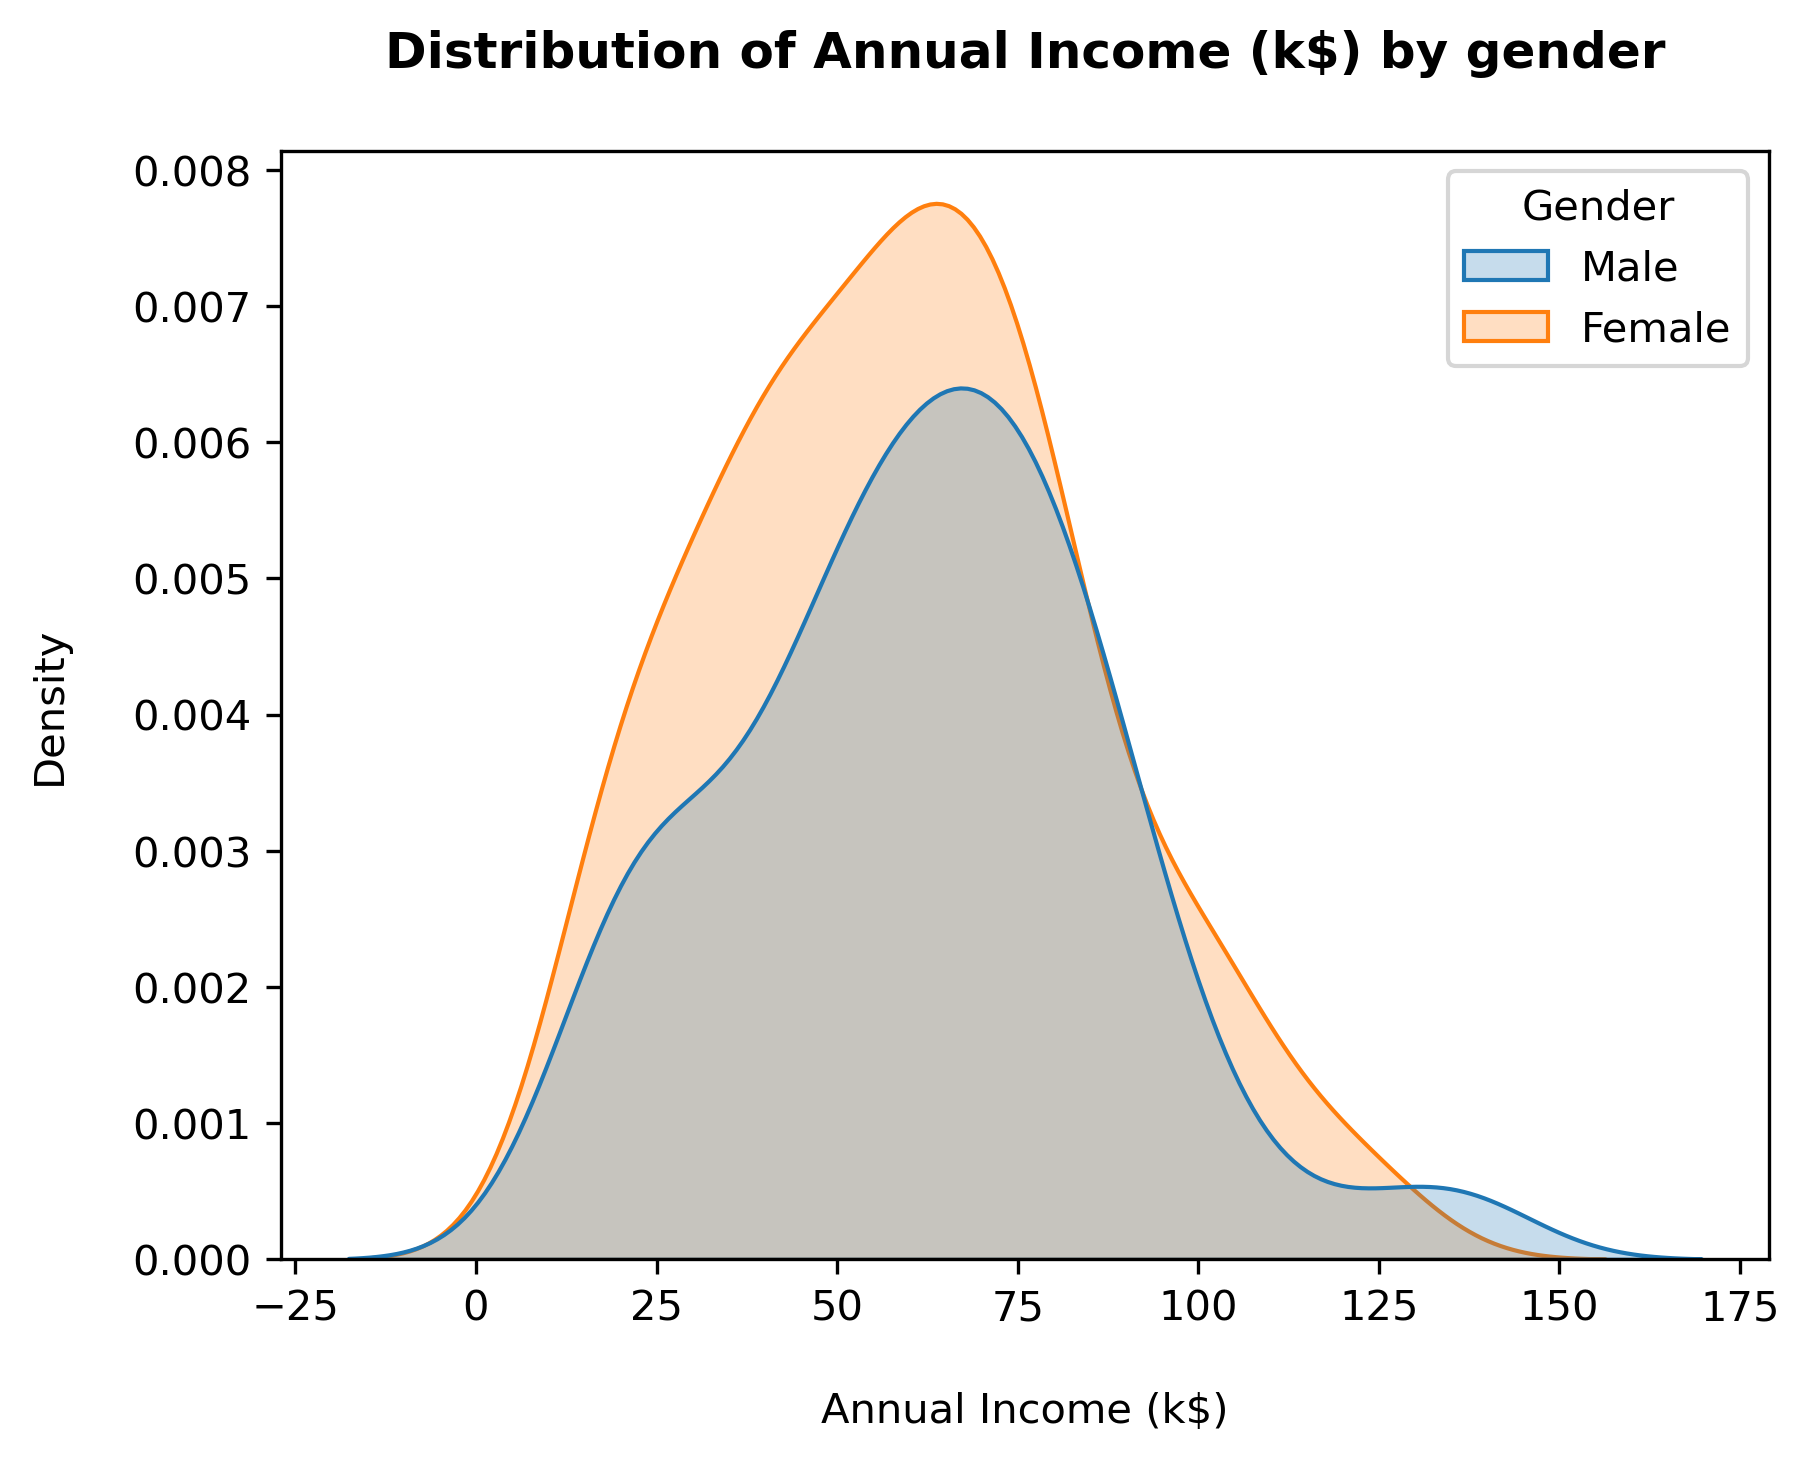 Distribution of Annual Income (k$) by gender
0.008
0.007
0.006
0.005
0.004
0.003
0.002
0.001
0.000
Density
Gender
Male
Female
−25 0 25 50 75 100 125 150 175
Annual Income (k$)